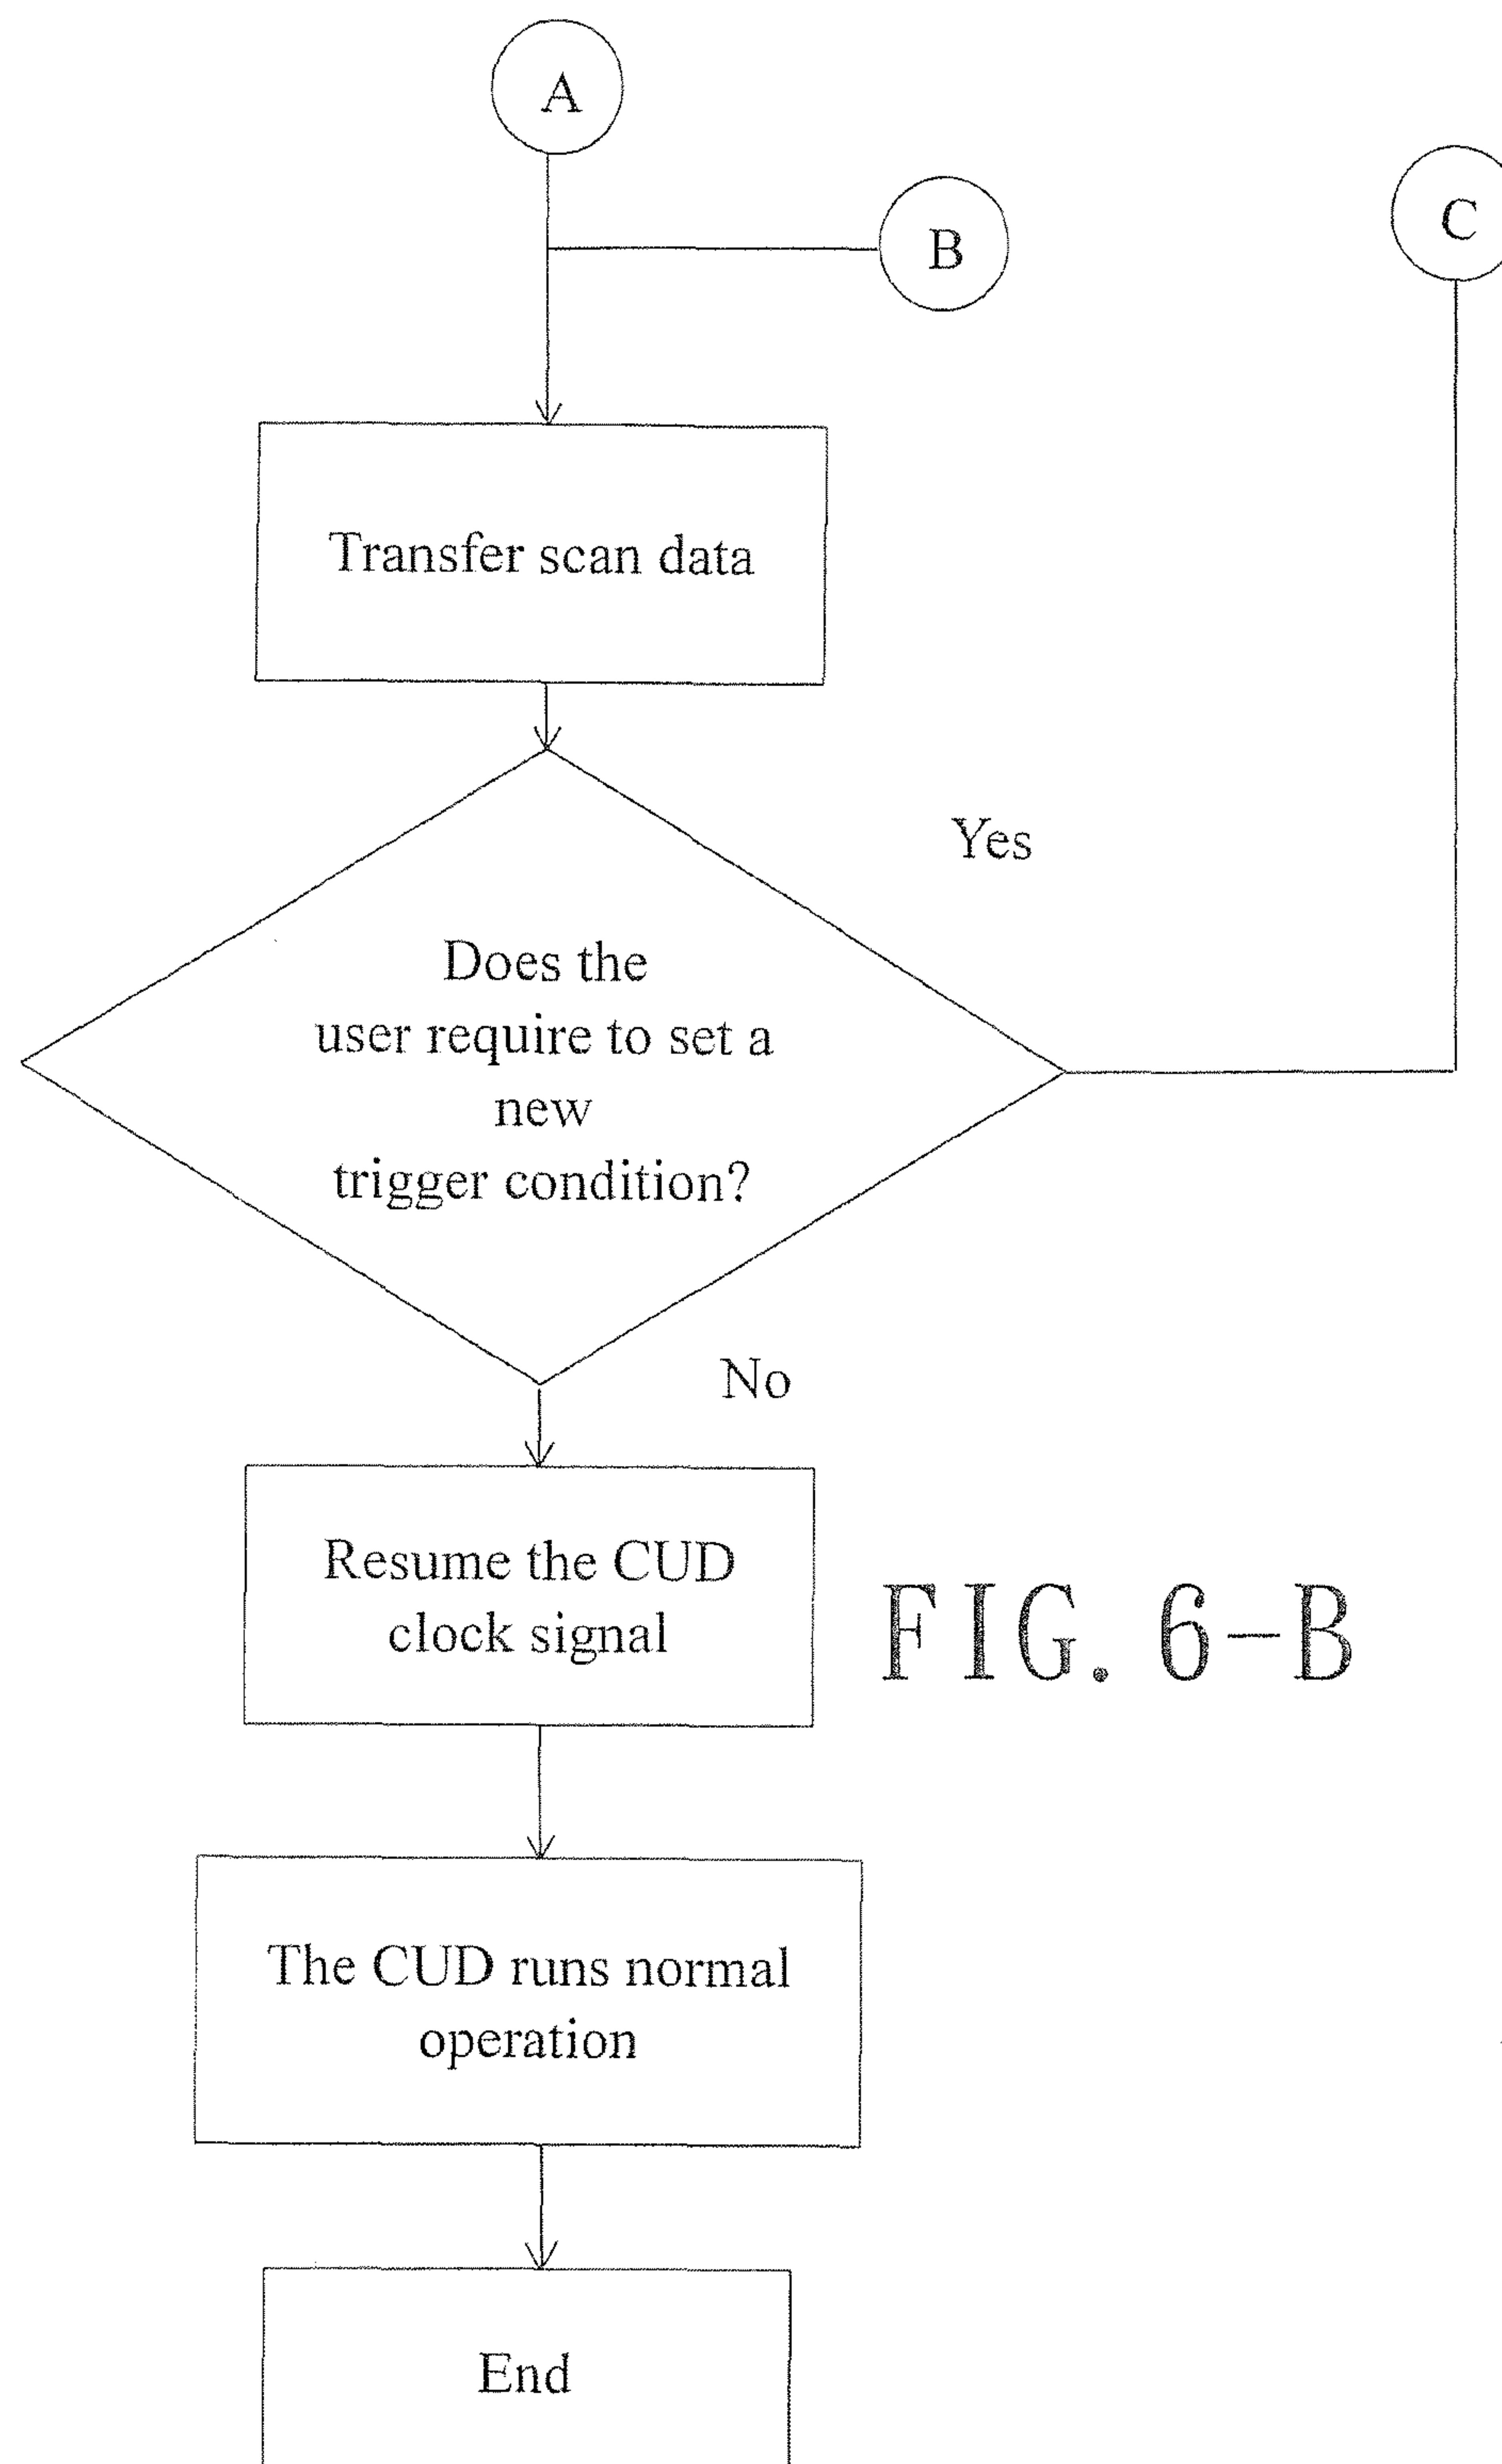 A
B
C
Transfer scan data
Yes
Does the
user require to set a
new
trigger condition?
No
Resume the CUD
clock signal
FIG. 6-B
The CUD runs normal
operation
End